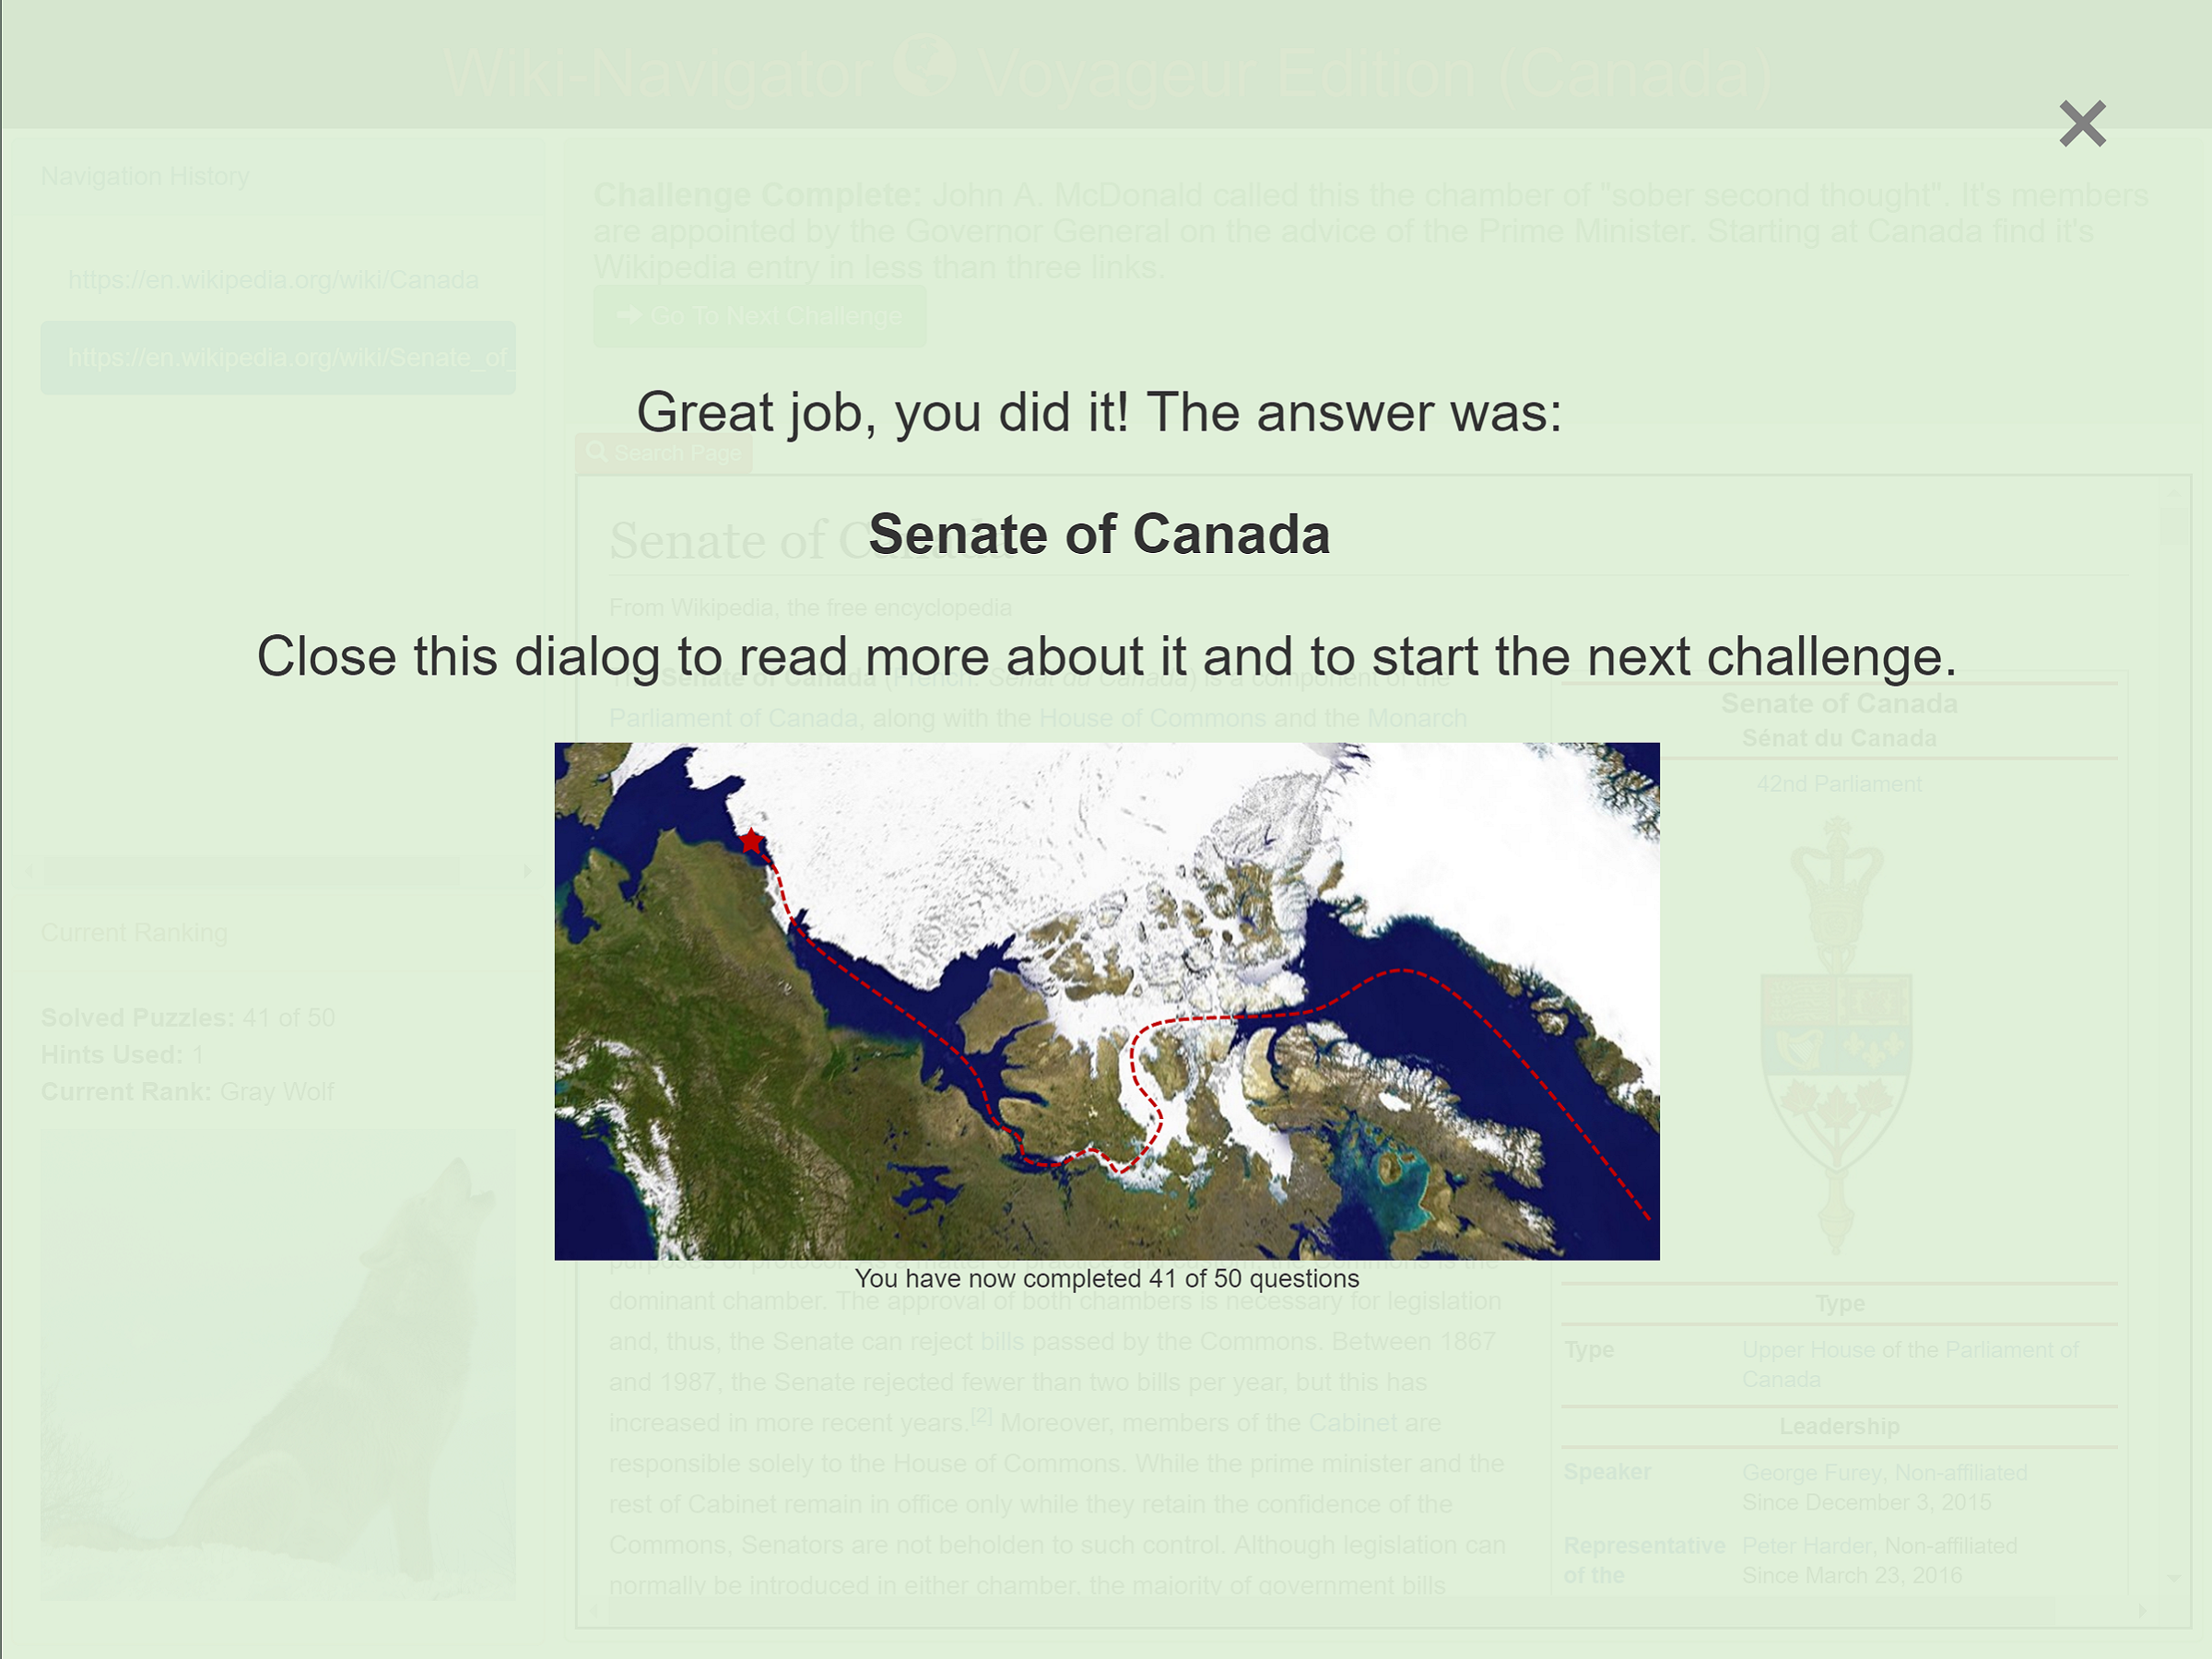 Wiki-Navigator Voyageur Edition (Canada)
Navigation History
https://en.wikipedia.org/wiki/Canada
https://en.wikipedia.org/wiki/Senate_of_
Challenge Complete: John A. McDonald called this the chamber of "sober second thought". It's members
are appointed by the Governor General on the advice of the Prime Minister. Starting at Canada find it's
Wikipedia entry in less than three links.
Go To Next Challenge
Great job, you did it! The answer was:
Search Page
Senate of Canada
Senate of Canada
From Wikipedia, the free encyclopedia
Close this dialog to read more about it and to start the next challenge.
The Senate of Canada (French: Sénat du Canada) is a component of the
Parliament of Canada, along with the House of Commons and the Monarch
Senate of Canada
Sénat du Canada
42nd Parliament
Current Ranking
Solved Puzzles: 41 of 50
Hints Used: 1
Current Rank: Gray Wolf
You have now completed 41 of 50 questions
purposes of protocol. As a matter of practice and custom, the Commons is the
dominant chamber. The approval of both chambers is necessary for legislation
and, thus, the Senate can reject bills passed by the Commons. Between 1867
and 1987, the Senate rejected fewer than two bills per year, but this has
increased in more recent years.[2] Moreover, members of the Cabinet are
responsible solely to the House of Commons. While the prime minister and the
rest of Cabinet remain in office only while they retain the confidence of the
Commons, Senators are not beholden to such control. Although legislation can
normally be introduced in either chamber, the majority of government bills
Type
Type Upper House of the Parliament of
Canada
Leadership
Speaker George Furey, Non-affiliated
Since December 3, 2015
Representative Peter Harder, Non-affiliated
of the Since March 23, 2016